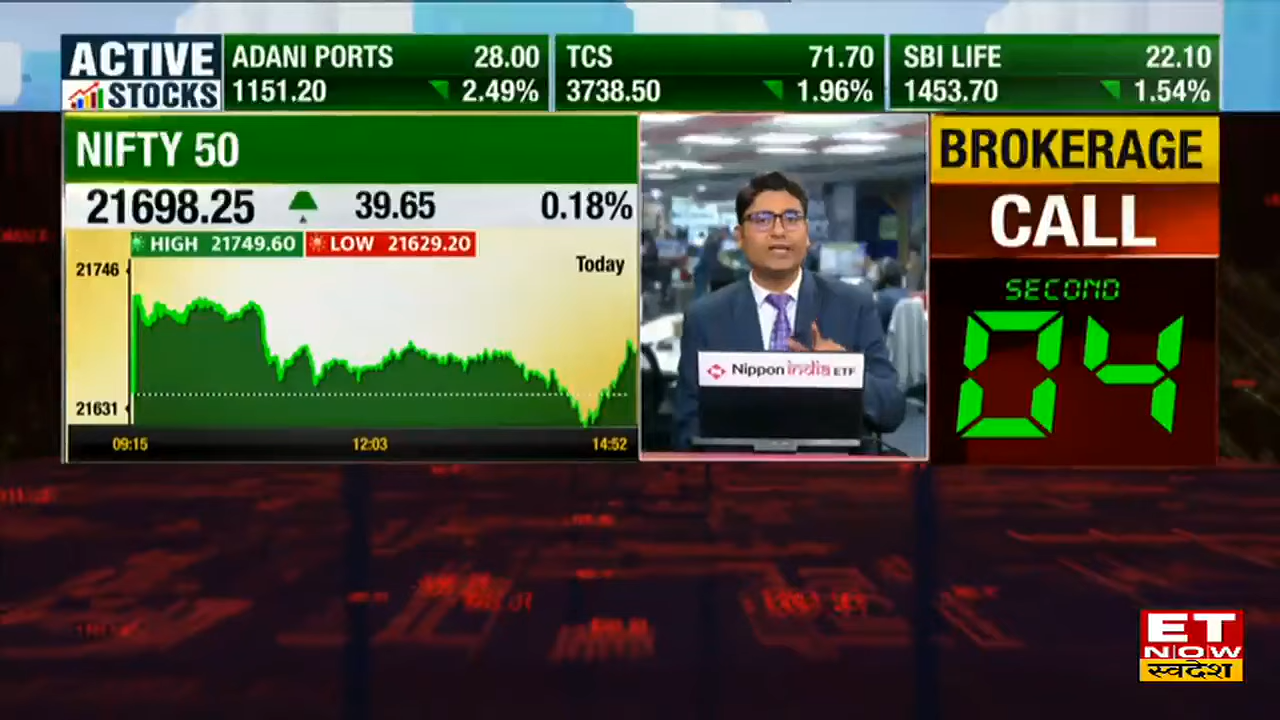 ACTIVE
STOCKS
ADANI PORTS 28.00
1151.20 2.49%
TCS 71.70
3738.50 1.96%
SBI LIFE 22.10
1453.70 1.54%
NIFTY 50
21698.25 39.65 0.18%
HIGH 21749.60 LOW 21629.20
Today
21746
21631
09:15 12:03 14:52
Nippon india ETF
BROKERAGE
CALL
SECOND
04
ET
NOW
स्वदेश